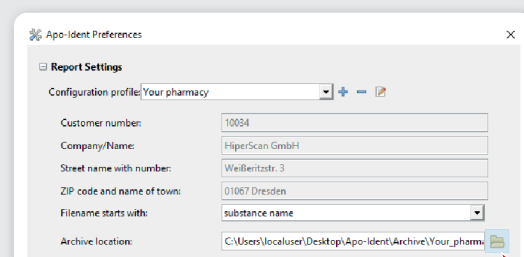 Apo-Ident Preferences
Report Settings
Configuration profile: Your pharmacy
Customer number: 10034
Company/Name: HiperScan GmbH
Street name with number: Weißeritzstr. 3
ZIP code and name of town: 01067 Dresden
Filename starts with: substance name
Archive location: C:\Users\localuser\Desktop\Apo-Ident\Archive\Your_pharma